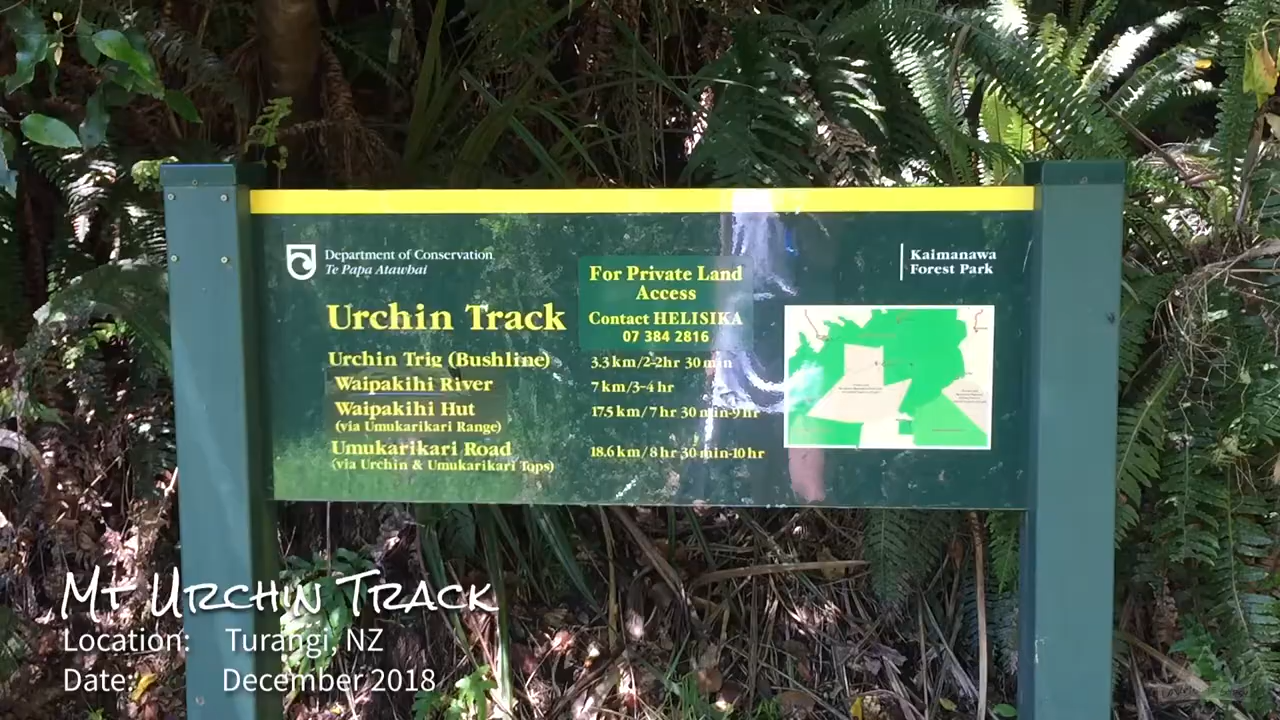 Department of Conservation
Te Papa Atawhai
Kaimanawa
Forest Park
For Private Land
Access
Contact HELISIKA
07 384 2816
Urchin Track
Urchin Trig (Bushline) 3.3 km/2-2hr 30 min
Waipakihi River 7 km/3-4 hr
Waipakihi Hut 17.5 km/7 hr 30 min-9 hr
(via Umukarikari Range)
Umukarikari Road 18.6 km/8 hr 30 min-10 hr
(via Urchin & Umukarikari Tops)
Mt Urchin Track
Location: Turangi, NZ
Date: December 2018